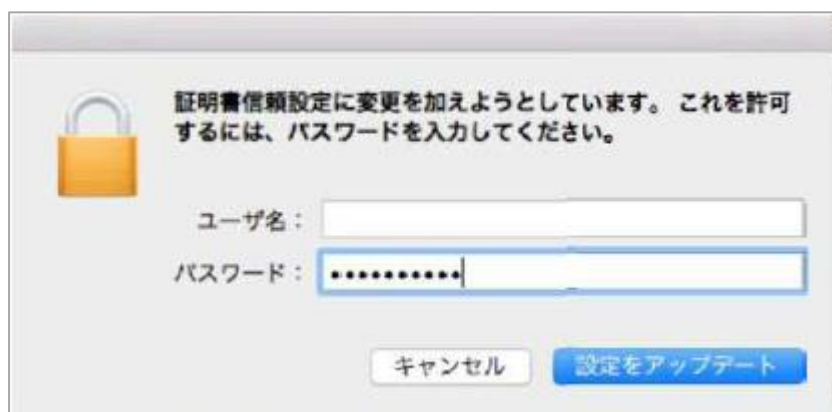 証明書信頼設定に変更を加えようとしています。 これを許可
するには、パスワードを入力してください。
ユーザ名：
パスワード： ••••••••••
キャンセル 設定をアップデート